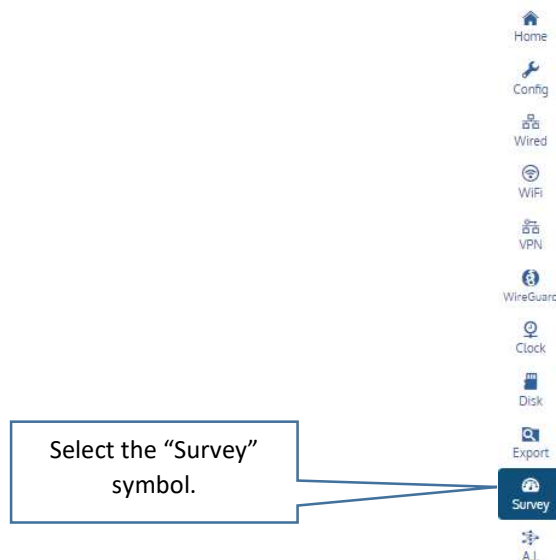 Home
Config
Wired
WiFi
VPN
WireGuard
Clock
Disk
Export
Select the “Survey”
symbol.
Survey
A.I.